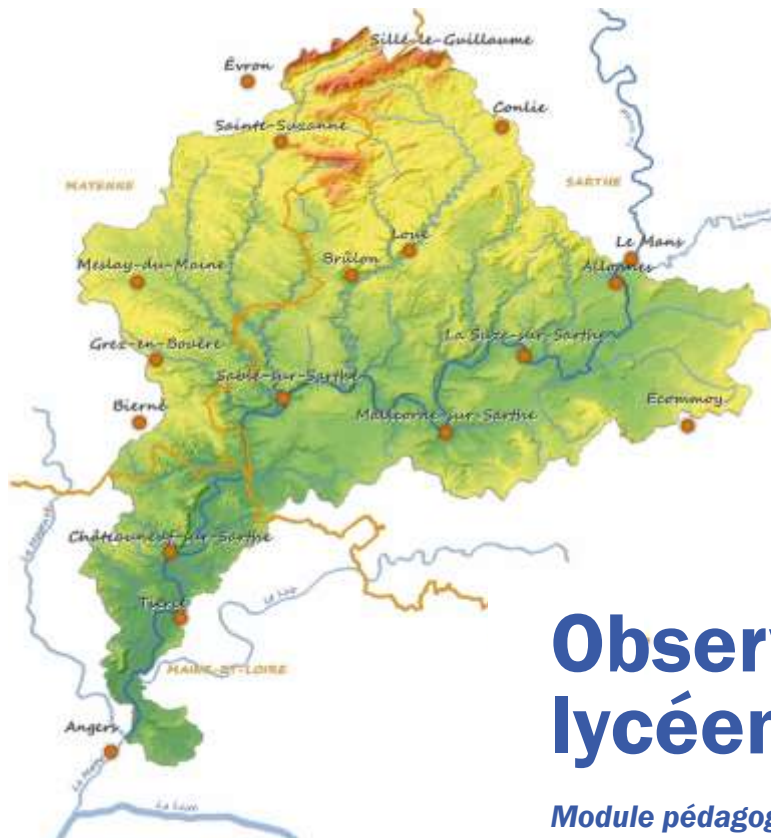 Sillé-le-Guillaume
Évron
Conlie
Sainte-Suzanne
MAYENNE
SARTHE
Le Mans
Loué
Allonnes
Brûlon
Meslay-du-Maine
La Suze-sur-Sarthe
Grez-en-Bouère
Sablé-sur-Sarthe
Ecommoy
Bierné
Malicorne-sur-Sarthe
Châteauneuf-sur-Sarthe
Le Loir
Tiercé
Obser
MAINE-ET-LOIRE
lycéen
Angers
La Loire
Module pédagog